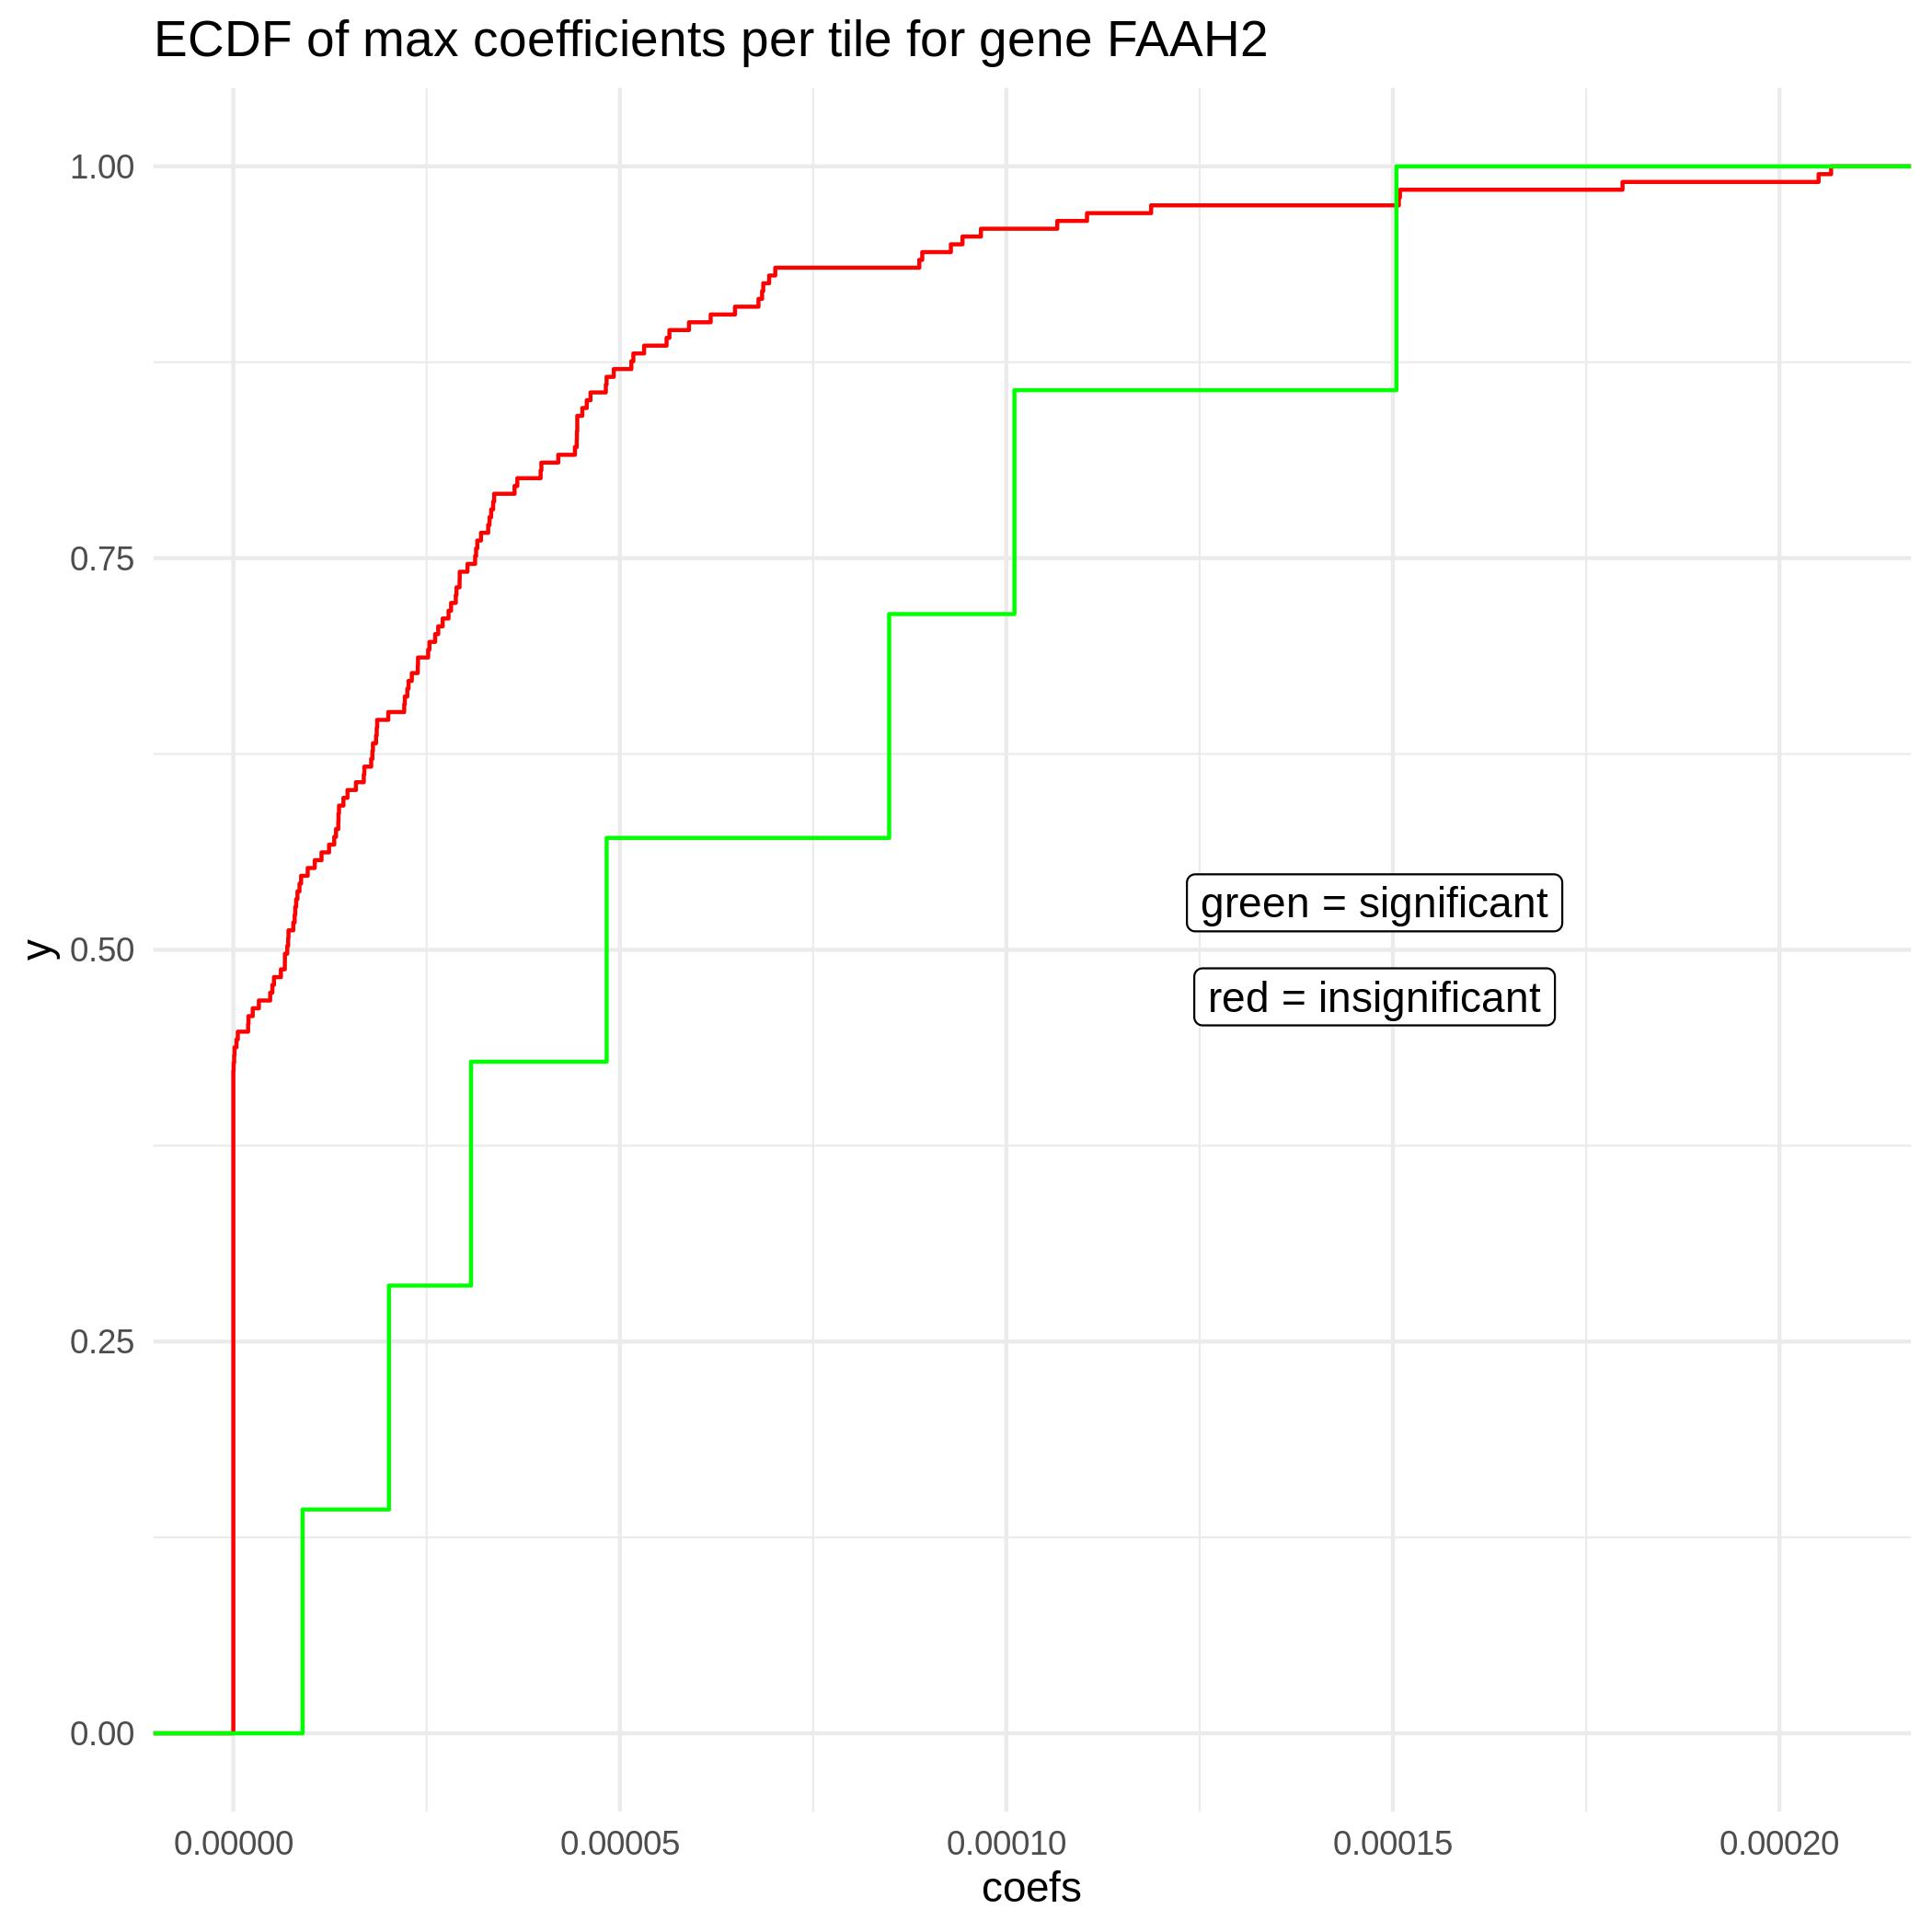 ECDF of max coefficients per tile for gene FAAH2
1.00
0.75
0.50
0.25
0.00
y
green = significant
red = insignificant
0.00000
0.00005
0.00010
0.00015
0.00020
coefs